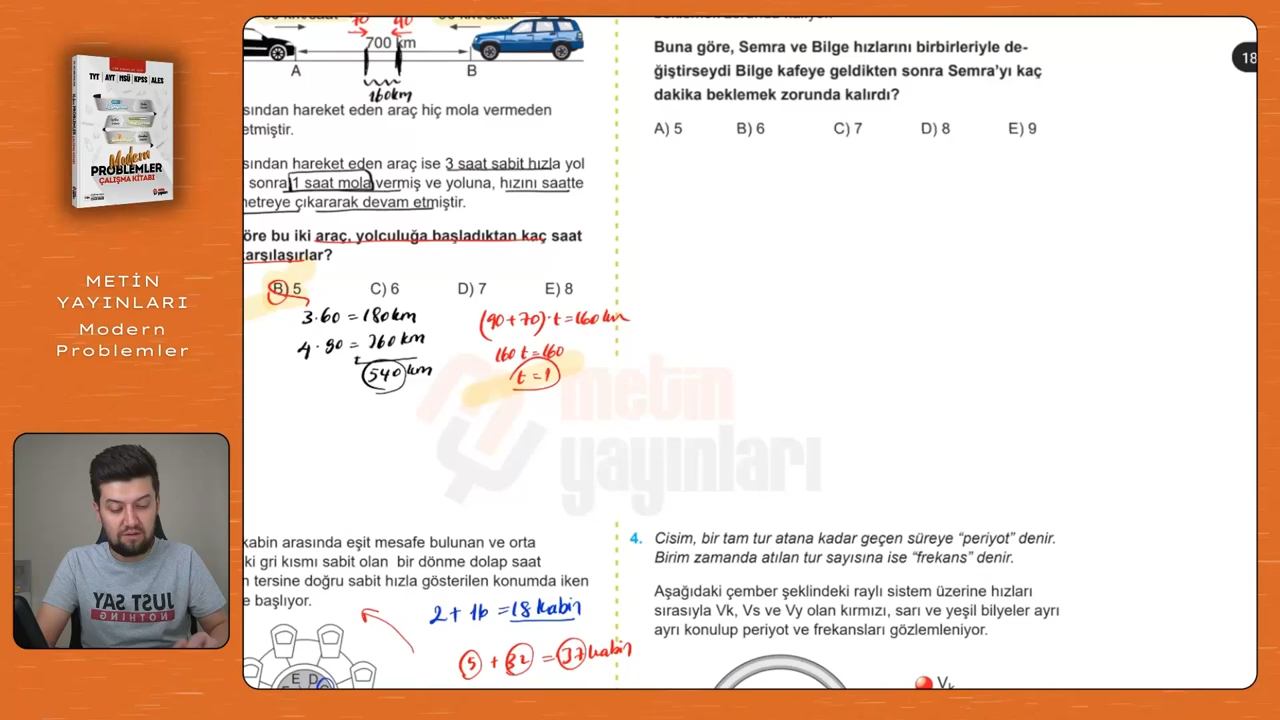 TYT AYT MSÜ KPSS ALES
Modern
PROBLEMLER
ÇALIŞMA KİTABI
METİN
YAYINLARI
Modern
Problemler
JUST SAY
NOTHING
70 90
700 km
A B
160km
sından hareket eden araç hiç mola vermeden
etmiştir.
sından hareket eden araç ise 3 saat sabit hızla yol
sonra 1 saat mola vermiş ve yoluna, hızını saatte
metreye çıkararak devam etmiştir.
öre bu iki araç, yolculuğa başladıktan kaç saat
karşılaşırlar?
B) 5 C) 6 D) 7 E) 8
3.60 = 180 km
4.90 = 360 km
540 km
(90+70).t = 160 km
160 t = 160
t = 1
metin
yayınları
kabin arasında eşit mesafe bulunan ve orta
ki gri kısmı sabit olan bir dönme dolap saat
n tersine doğru sabit hızla gösterilen konumda iken
e başlıyor.
2 + 16 = 18 kabin
5 + 32 = 37 kabin
E D
Buna göre, Semra ve Bilge hızlarını birbirleriyle de-
ğiştirseydi Bilge kafeye geldikten sonra Semra'yı kaç
dakika beklemek zorunda kalırdı?
A) 5 B) 6 C) 7 D) 8 E) 9
18
4. Cisim, bir tam tur atana kadar geçen süreye “periyot” denir.
Birim zamanda atılan tur sayısına ise “frekans” denir.
Aşağıdaki çember şeklindeki raylı sistem üzerine hızları
sırasıyla Vk, Vs ve Vy olan kırmızı, sarı ve yeşil bilyeler ayrı
ayrı konulup periyot ve frekansları gözlemleniyor.
Vk